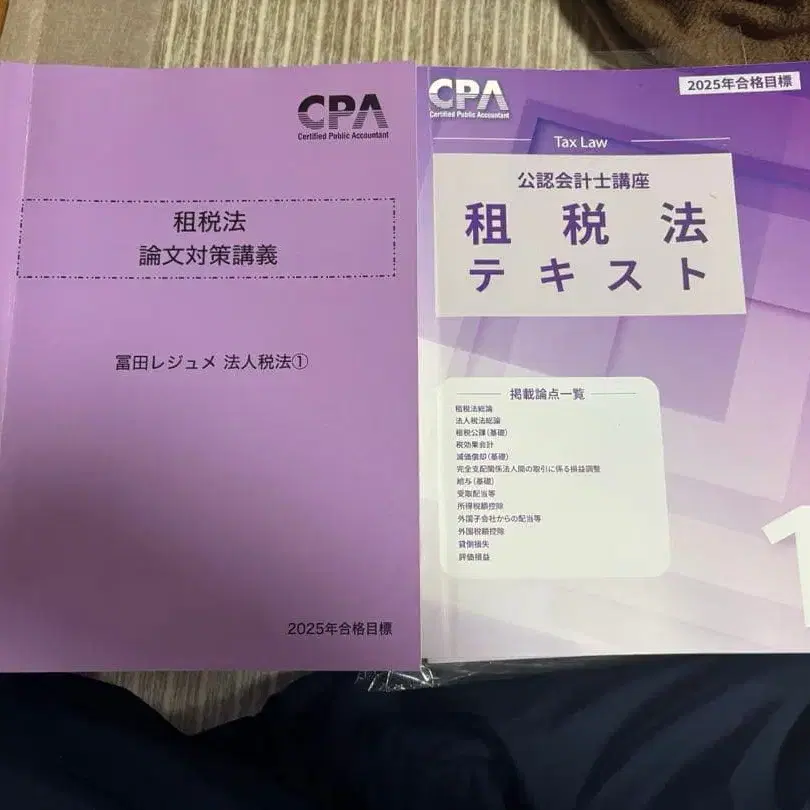 CPA
Certified Public Accountant
租税法
論文対策講義
冨田レジュメ 法人税法①
2025年合格目標
CPA
Certified Public Accountant
2025年合格目標
Tax Law
公認会計士講座
租税法
テキスト
掲載論点一覧
租税法総論
法人税法総論
租税公課(基礎)
税効果会計
減価償却(基礎)
完全支配関係法人間の取引に係る損益調整
給与(基礎)
受取配当等
所得税額控除
外国子会社からの配当等
外国税額控除
貸倒損失
評価損益
1